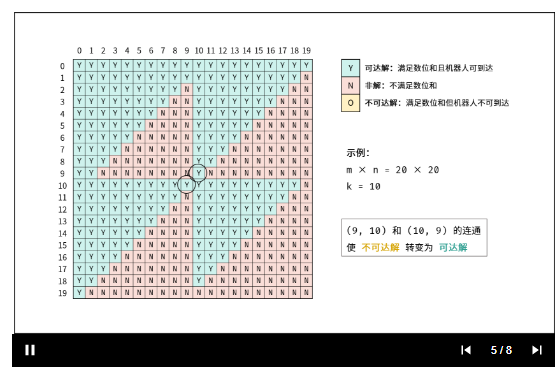 0 1 2 3 4 5 6 7 8 9 10 11 12 13 14 15 16 17 18 19
0 Y Y Y Y Y Y Y Y Y Y Y Y Y Y Y Y Y Y Y Y
1 Y Y Y Y Y Y Y Y Y Y Y Y Y Y Y Y Y Y Y N
2 Y Y Y Y Y Y Y Y Y N Y Y Y Y Y Y Y Y N N
3 Y Y Y Y Y Y Y Y N N Y Y Y Y Y Y Y N N N
4 Y Y Y Y Y Y Y N N N Y Y Y Y Y Y N N N N
5 Y Y Y Y Y Y N N N N Y Y Y Y Y N N N N N
6 Y Y Y Y Y N N N N N Y Y Y Y N N N N N N
7 Y Y Y Y N N N N N N Y Y Y N N N N N N N
8 Y Y Y N N N N N N N Y Y N N N N N N N N
9 Y Y N N N N N N N N Y N N N N N N N N N
10 Y Y Y Y Y Y Y Y Y Y Y Y Y Y Y Y Y Y Y N
11 Y Y Y Y Y Y Y Y Y N Y Y Y Y Y Y Y Y N N
12 Y Y Y Y Y Y Y Y N N Y Y Y Y Y Y Y N N N
13 Y Y Y Y Y Y Y N N N Y Y Y Y Y Y N N N N
14 Y Y Y Y Y Y N N N N Y Y Y Y Y N N N N N
15 Y Y Y Y Y N N N N N Y Y Y Y N N N N N N
16 Y Y Y Y N N N N N N Y Y Y N N N N N N N
17 Y Y Y N N N N N N N Y Y N N N N N N N N
18 Y Y N N N N N N N N Y N N N N N N N N N
19 Y N N N N N N N N N N N N N N N N N N N
Y 可达解：满足数位和且机器人可到达
N 非解：不满足数位和
O 不可达解：满足数位和但机器人不可到达
示例：
m × n = 20 × 20
k = 10
(9, 10) 和 (10, 9) 的连通
使 不可达解 转变为 可达解
5/8